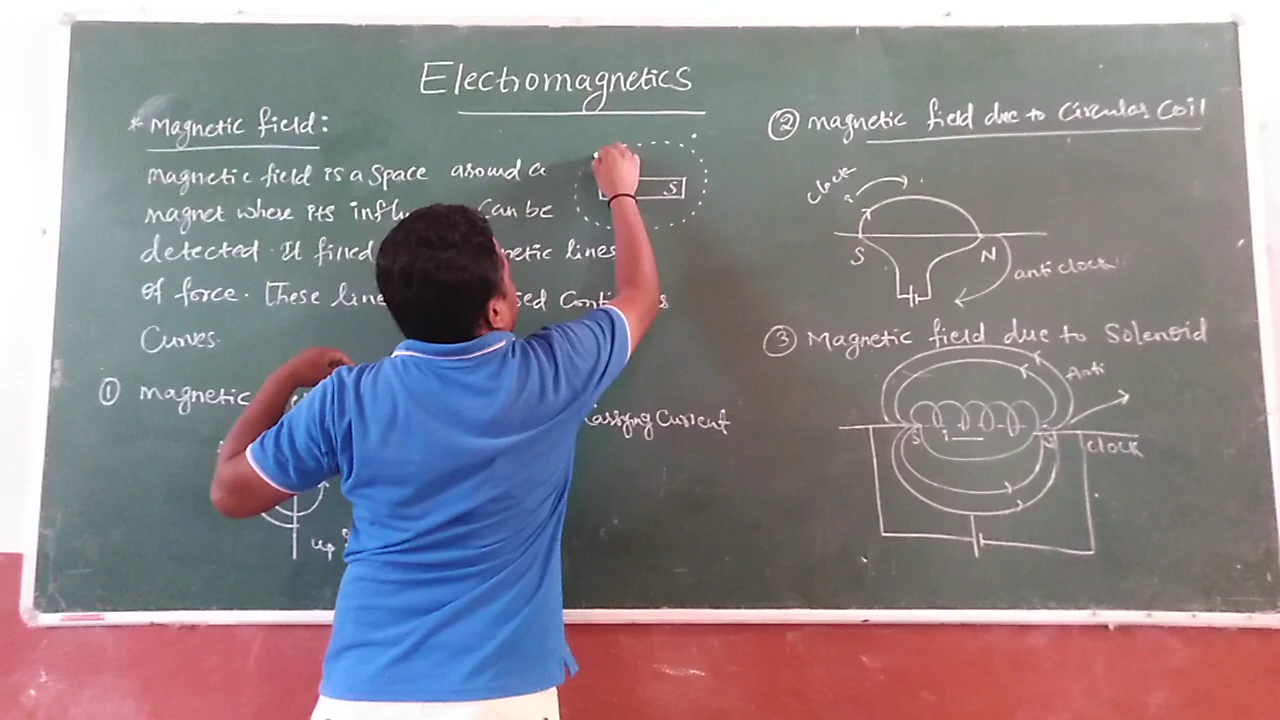 Electromagnetics
* Magnetic field:
Magnetic field is a Space around a
magnet where its can be
detected. It filled lines
of force. These
Curves.
① magnetic
Carrying Current
up
S
② magnetic field due to Circular Coil
clock
S N
anti clock
③ Magnetic field due to Solenoid
Anti
S i
clock